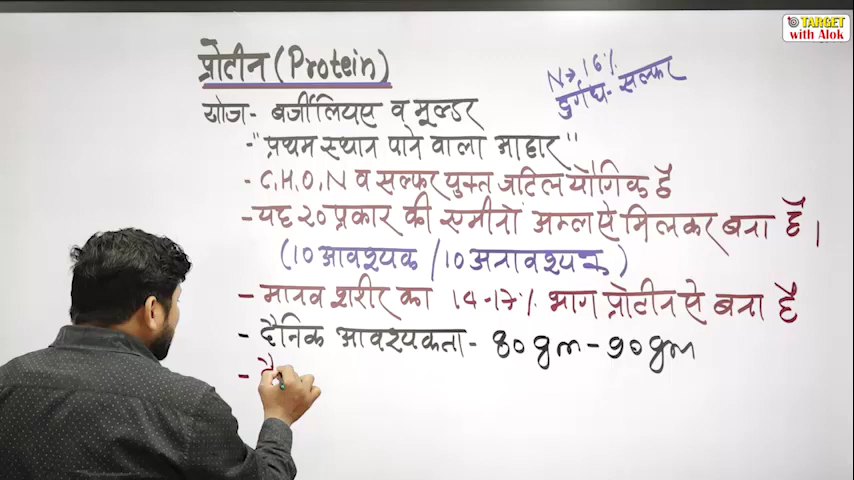 TARGET
with Alok
प्रोटीन (Protein)
N→16%
दुर्गंध- सल्फर
खोज- बर्जीलियस व मूल्डर
-"प्रथम स्थान पाने वाला आहार"
- C,H,O,N व सल्फर युक्त जटिल यौगिक है
- यह 20 प्रकार की एमीनों अम्ल से मिलकर बना है।
(10 आवश्यक /10 अनावश्यक)
- मानव शरीर का 14-17% भाग प्रोटीन से बना है
- दैनिक आवश्यकता- 80gm-90gm